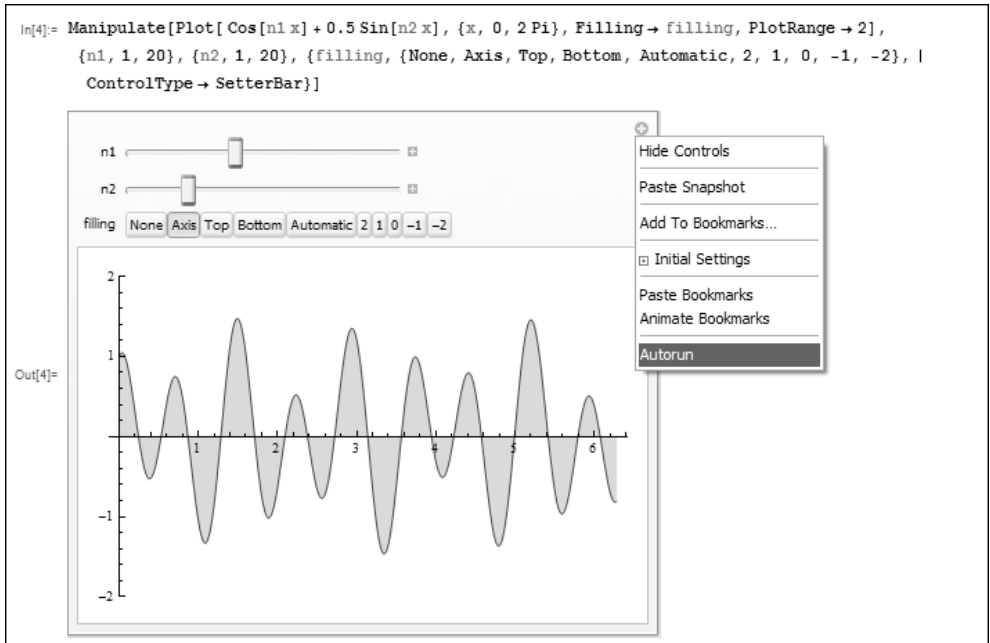 In[4]:= Manipulate[Plot[ Cos[n1 x] + 0.5 Sin[n2 x], {x, 0, 2 Pi}, Filling → filling, PlotRange → 2],
{n1, 1, 20}, {n2, 1, 20}, {filling, {None, Axis, Top, Bottom, Automatic, 2, 1, 0, -1, -2}, |
ControlType → SetterBar}]
n1
n2
filling None Axis Top Bottom Automatic 2 1 0 -1 -2
Hide Controls
Paste Snapshot
Add To Bookmarks...
Initial Settings
Paste Bookmarks
Animate Bookmarks
Autorun
Out[4]=
2
1
-1
-2
1 2 3 4 5 6